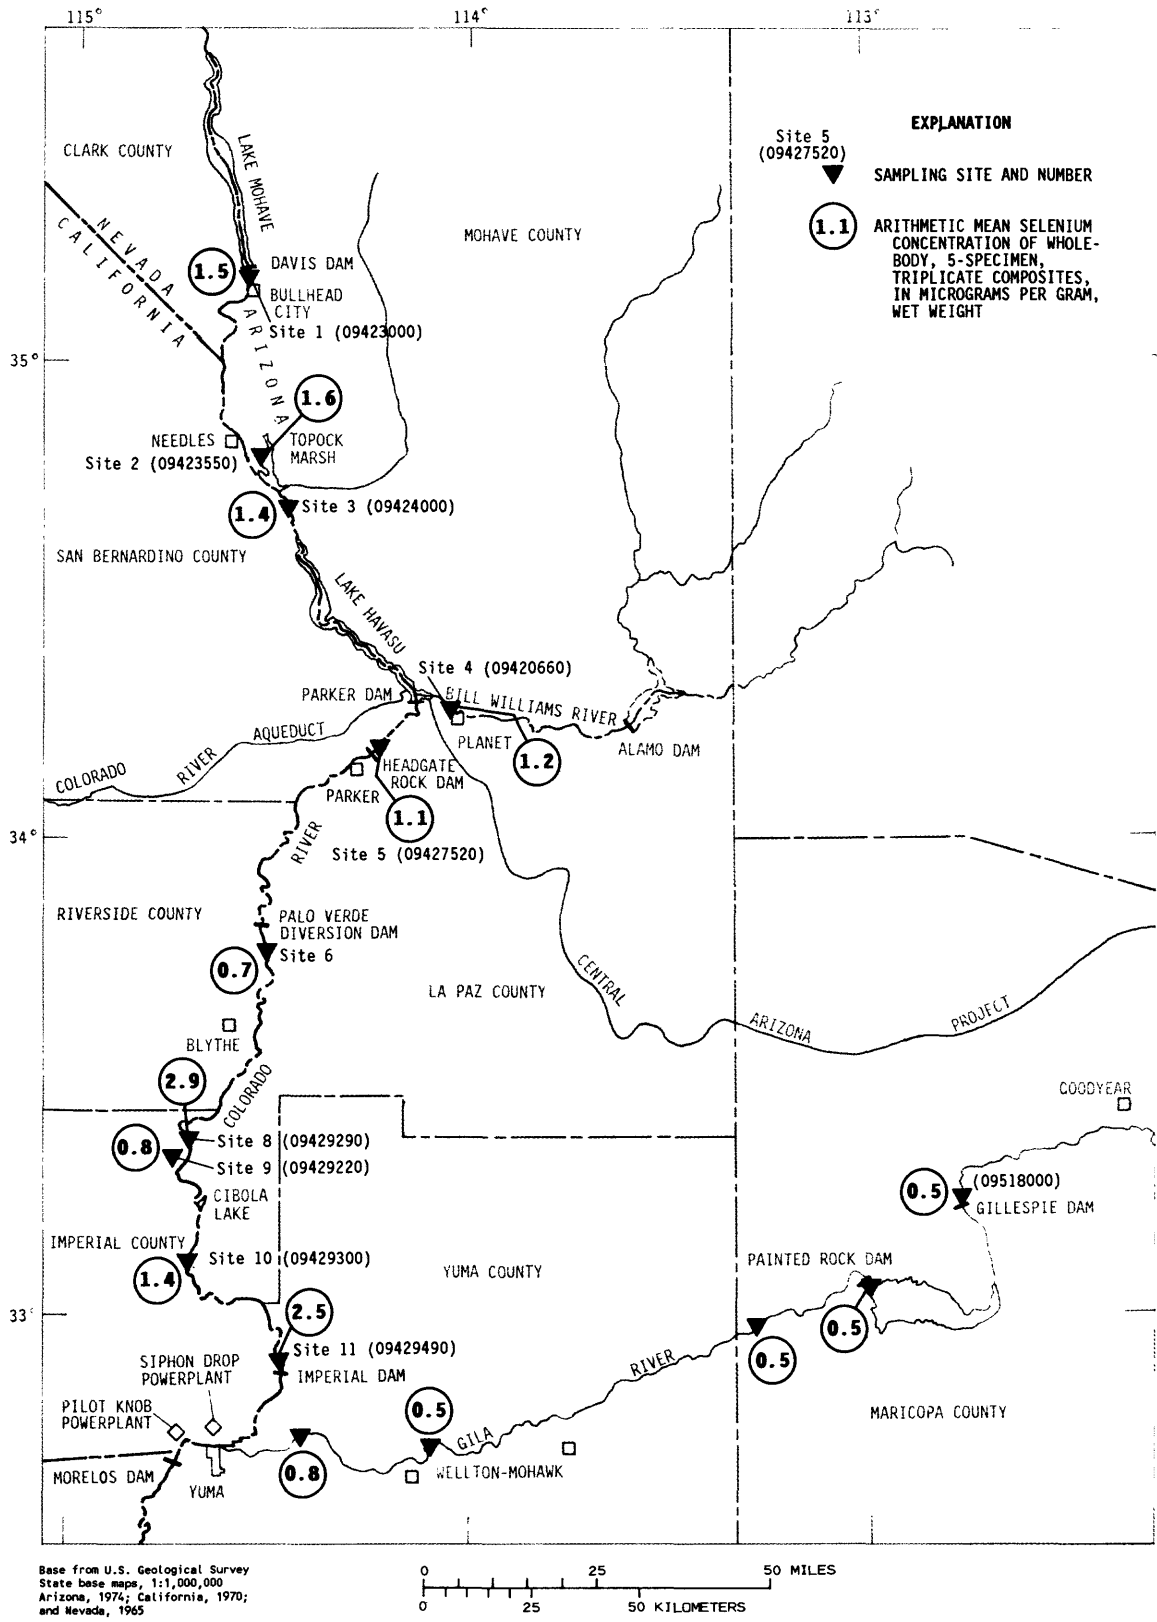 115°
114°
113°
EXPLANATION
Site 5
(09427520)
SAMPLING SITE AND NUMBER
1.1
ARITHMETIC MEAN SELENIUM
CONCENTRATION OF WHOLE-
BODY, 5-SPECIMEN,
TRIPLICATE COMPOSITES,
IN MICROGRAMS PER GRAM,
WET WEIGHT
CLARK COUNTY
LAKE MOHAVE
NEVADA
CALIFORNIA
MOHAVE COUNTY
1.5
DAVIS DAM
BULLHEAD
CITY
Site 1 (09423000)
ARIZONA
35°
1.6
NEEDLES
TOPOCK
MARSH
Site 2 (09423550)
1.4
Site 3 (09424000)
SAN BERNARDINO COUNTY
LAKE HAVASU
Site 4 (09420660)
PARKER DAM
BILL WILLIAMS RIVER
COLORADO
RIVER
AQUEDUCT
PLANET
1.2
ALAMO DAM
HEADGATE
ROCK DAM
PARKER
1.1
34°
RIVER
Site 5 (09427520)
RIVERSIDE COUNTY
PALO VERDE
DIVERSION DAM
Site 6
0.7
LA PAZ COUNTY
CENTRAL
ARIZONA
PROJECT
BLYTHE
2.9
COLORADO
GOODYEAR
0.8
Site 8 (09429290)
Site 9 (09429220)
CIBOLA
LAKE
0.5
(09518000)
GILLESPIE DAM
IMPERIAL COUNTY
Site 10 (09429300)
1.4
YUMA COUNTY
PAINTED ROCK DAM
33°
2.5
0.5
0.5
Site 11 (09429490)
IMPERIAL DAM
SIPHON DROP
POWERPLANT
PILOT KNOB
POWERPLANT
RIVER
GILA
0.5
MARICOPA COUNTY
MORELOS DAM
YUMA
0.8
WELLTON-MOHAWK
Base from U.S. Geological Survey
State base maps, 1:1,000,000
Arizona, 1974; California, 1970;
and Nevada, 1965
0 25 50 MILES
0 25 50 KILOMETERS